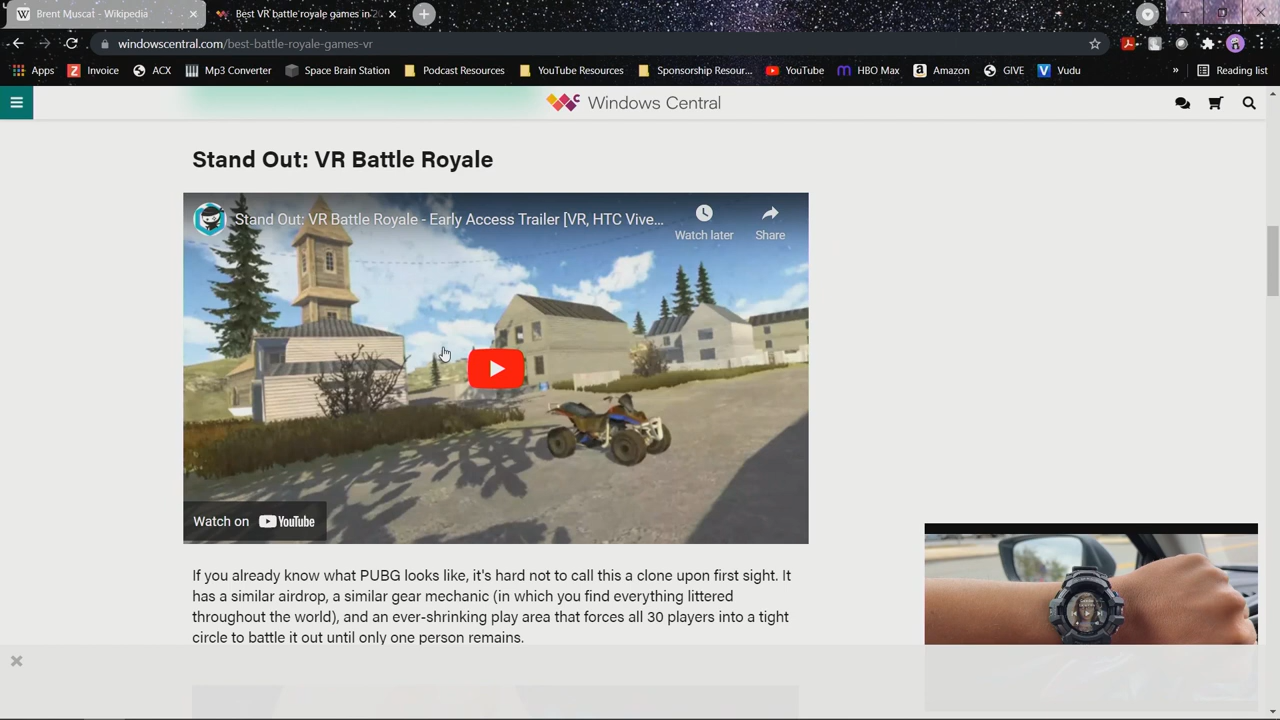 Brent Muscat - Wikipedia
Best VR battle royale games in 2
windowscentral.com/best-battle-royale-games-vr
Apps Invoice ACX Mp3 Converter Space Brain Station Podcast Resources YouTube Resources Sponsorship Resour... YouTube HBO Max Amazon GIVE Vudu » Reading list
Windows Central
Stand Out: VR Battle Royale
Stand Out: VR Battle Royale - Early Access Trailer [VR, HTC Vive...
Watch later
Share
Watch on YouTube
If you already know what PUBG looks like, it's hard not to call this a clone upon first sight. It
has a similar airdrop, a similar gear mechanic (in which you find everything littered
throughout the world), and an ever-shrinking play area that forces all 30 players into a tight
circle to battle it out until only one person remains.